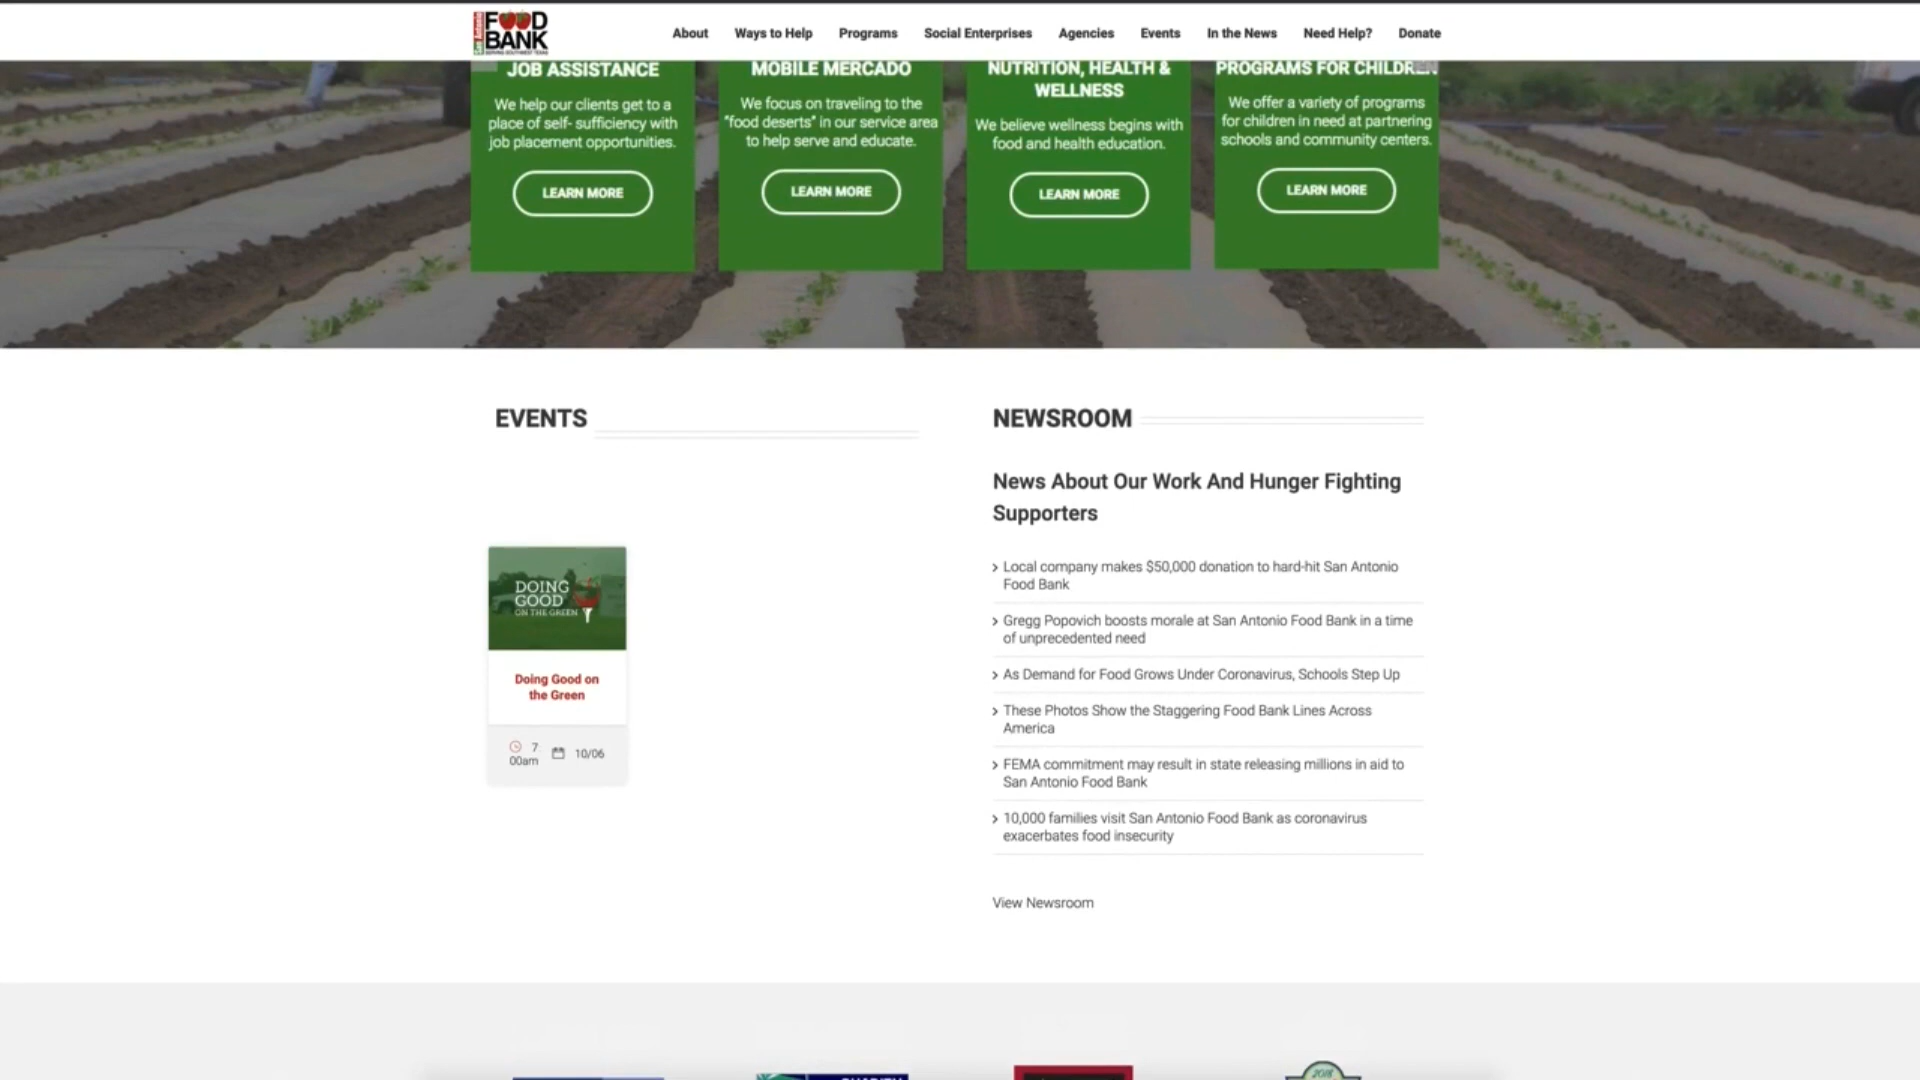 San Antonio
FOOD
BANK
SERVING SOUTHWEST TEXAS
About
Ways to Help
Programs
Social Enterprises
Agencies
Events
In the News
Need Help?
Donate
JOB ASSISTANCE
We help our clients get to a
place of self- sufficiency with
job placement opportunities.
LEARN MORE
MOBILE MERCADO
We focus on traveling to the
“food deserts” in our service area
to help serve and educate.
LEARN MORE
NUTRITION, HEALTH &
WELLNESS
We believe wellness begins with
food and health education.
LEARN MORE
PROGRAMS FOR CHILDREN
We offer a variety of programs
for children in need at partnering
schools and community centers.
LEARN MORE
EVENTS
DOING
GOOD
ON THE GREEN
Doing Good on
the Green
7
00am
10/06
NEWSROOM
News About Our Work And Hunger Fighting
Supporters
Local company makes $50,000 donation to hard-hit San Antonio
Food Bank
Gregg Popovich boosts morale at San Antonio Food Bank in a time
of unprecedented need
As Demand for Food Grows Under Coronavirus, Schools Step Up
These Photos Show the Staggering Food Bank Lines Across
America
FEMA commitment may result in state releasing millions in aid to
San Antonio Food Bank
10,000 families visit San Antonio Food Bank as coronavirus
exacerbates food insecurity
View Newsroom
2018